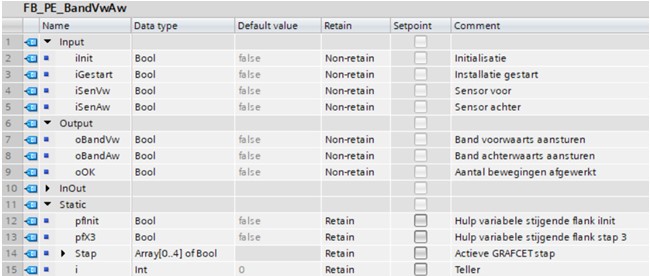 FB_PE_BandVwAw
Name Data type Default value Retain Setpoint Comment
1 Input
2 iInit Bool false Non-retain Initialisatie
3 iGestart Bool false Non-retain Installatie gestart
4 iSenVw Bool false Non-retain Sensor voor
5 iSenAw Bool false Non-retain Sensor achter
6 Output
7 oBandVw Bool false Non-retain Band voorwaarts aansturen
8 oBandAw Bool false Non-retain Band achterwaarts aansturen
9 oOK Bool false Non-retain Aantal bewegingen afgewerkt
10 InOut
11 Static
12 pfInit Bool false Retain Hulp variabele stijgende flank iInit
13 pfX3 Bool false Retain Hulp variabele stijgende flank stap 3
14 Stap Array[0..4] of Bool Retain Actieve GRAFCET stap
15 i Int 0 Retain Teller